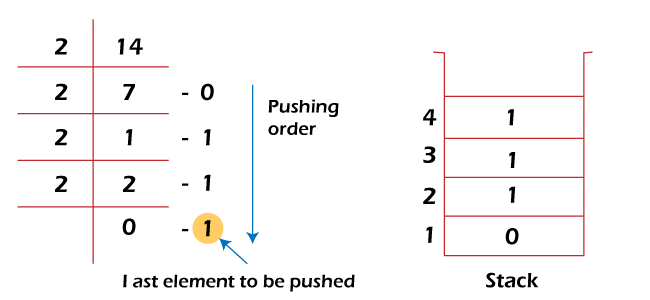 2 14
2 7 - 0
2 1 - 1
2 2 - 1
0 - 1
Pushing
order
l ast element to be pushed
4 1
3 1
2 1
1 0
Stack